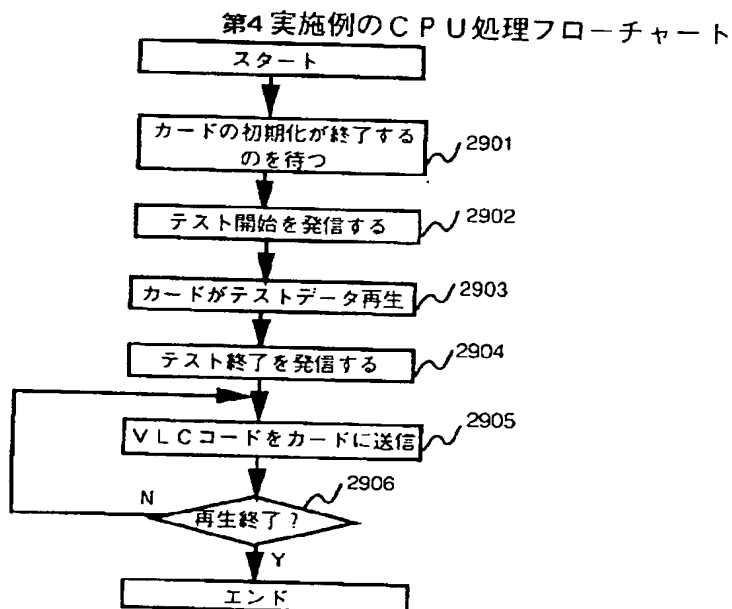 第4実施例のCPU処理フローチャート
スタート
カードの初期化が終了する
のを待つ
2901
テスト開始を発信する
2902
カードがテストデータ再生
2903
テスト終了を発信する
2904
VLCコードをカードに送信
2905
2906
N
再生終了?
Y
エンド